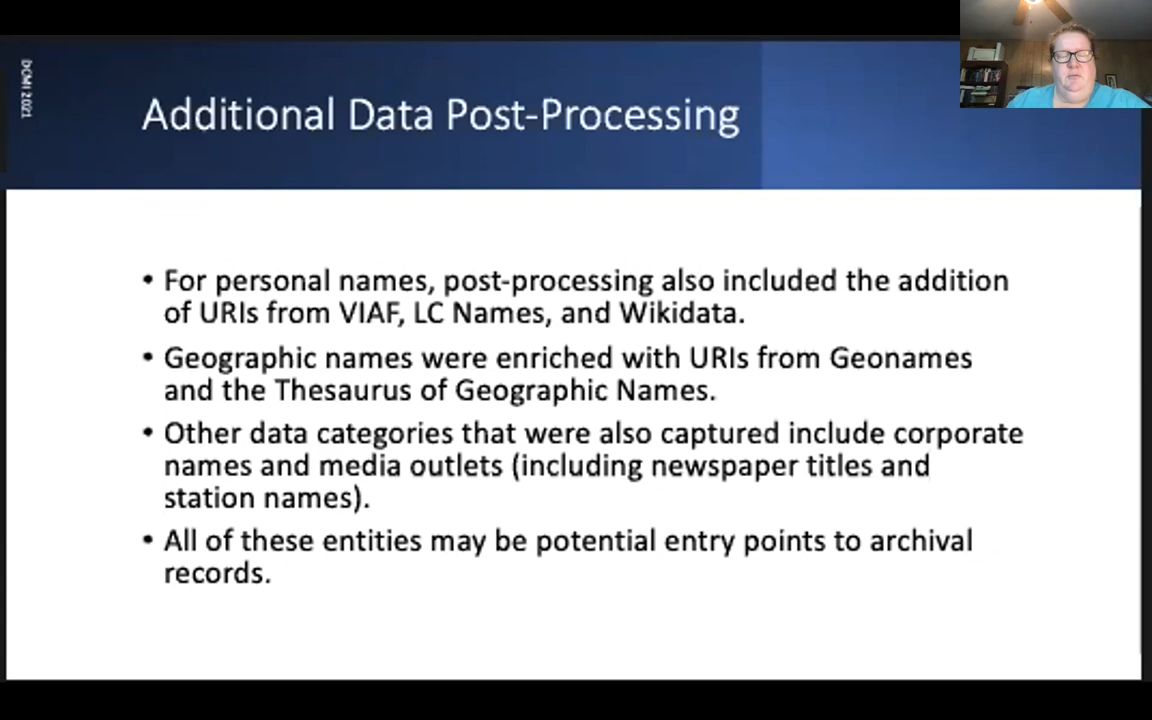 DCMI 2021
Additional Data Post-Processing
• For personal names, post-processing also included the addition
of URIs from VIAF, LC Names, and Wikidata.
• Geographic names were enriched with URIs from Geonames
and the Thesaurus of Geographic Names.
• Other data categories that were also captured include corporate
names and media outlets (including newspaper titles and
station names).
• All of these entities may be potential entry points to archival
records.